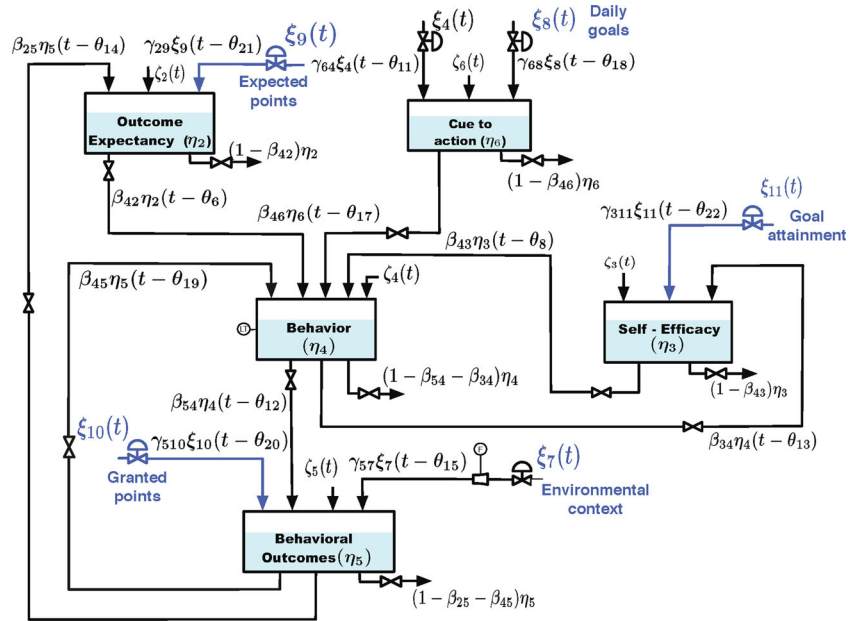 β₂₅η₅(t − θ₁₄)
γ₂₉ξ₉(t − θ₂₁)
ξ₉(t)
ζ₂(t)
Expected
points
Outcome
Expectancy (η₂)
(1 − β₄₂)η₂
β₄₂η₂(t − θ₆)
ξ₄(t)
ξ₈(t)
Daily
goals
γ₆₄ξ₄(t − θ₁₁)
ζ₆(t)
γ₆₈ξ₈(t − θ₁₈)
Cue to
action (η₆)
(1 − β₄₆)η₆
β₄₆η₆(t − θ₁₇)
ξ₁₁(t)
γ₃₁₁ξ₁₁(t − θ₂₂)
Goal
attainment
β₄₃η₃(t − θ₈)
ζ₃(t)
β₄₅η₅(t − θ₁₉)
ζ₄(t)
LT
Behavior
(η₄)
Self - Efficacy
(η₃)
(1 − β₅₄ − β₃₄)η₄
(1 − β₄₃)η₃
β₅₄η₄(t − θ₁₂)
β₃₄η₄(t − θ₁₃)
ξ₁₀(t)
γ₅₁₀ξ₁₀(t − θ₂₀)
Granted
points
ζ₅(t)
γ₅₇ξ₇(t − θ₁₅)
F
ξ₇(t)
Environmental
context
Behavioral
Outcomes(η₅)
(1 − β₂₅ − β₄₅)η₅